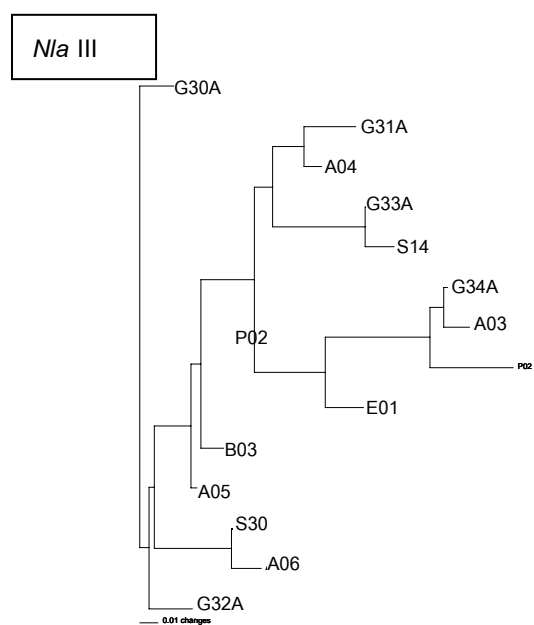 Nla III
G30A
G31A
A04
G33A
S14
G34A
A03
P02
P02
E01
B03
A05
S30
A06
G32A
0.01 changes